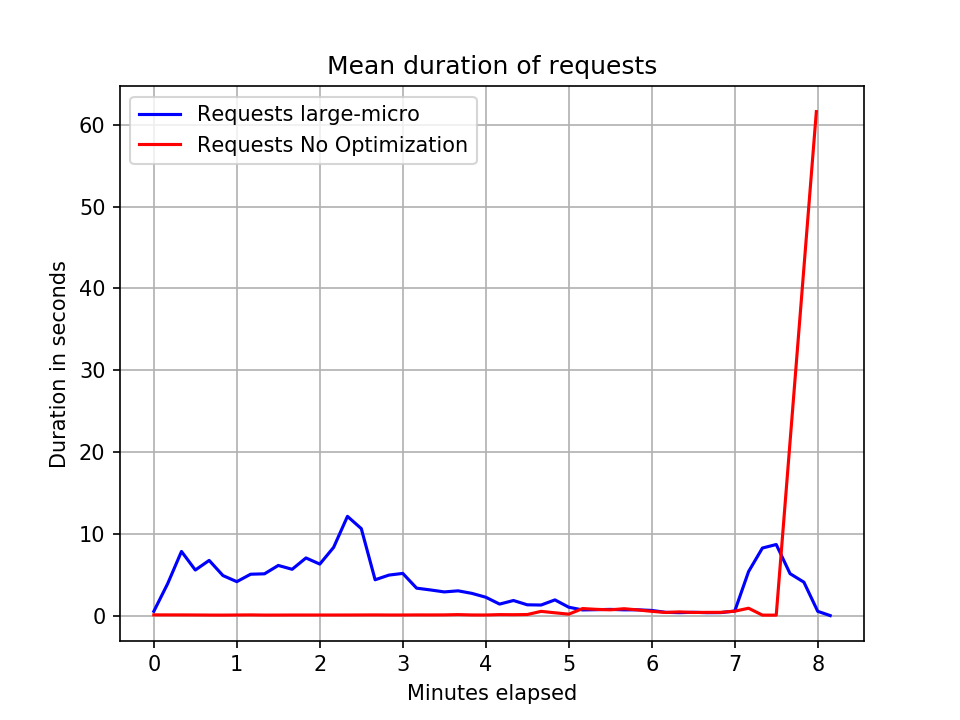 Mean duration of requests
Requests large-micro
Requests No Optimization
Duration in seconds
60
50
40
30
20
10
0
0 1 2 3 4 5 6 7 8
Minutes elapsed